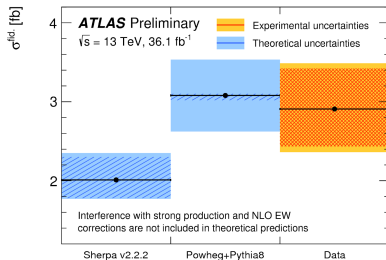 σ^fid. [fb]
4
3
2
ATLAS Preliminary
√s = 13 TeV, 36.1 fb⁻¹
Experimental uncertainties
Theoretical uncertainties
Interference with strong production and NLO EW
corrections are not included in theoretical predictions
Sherpa v2.2.2
Powheg+Pythia8
Data